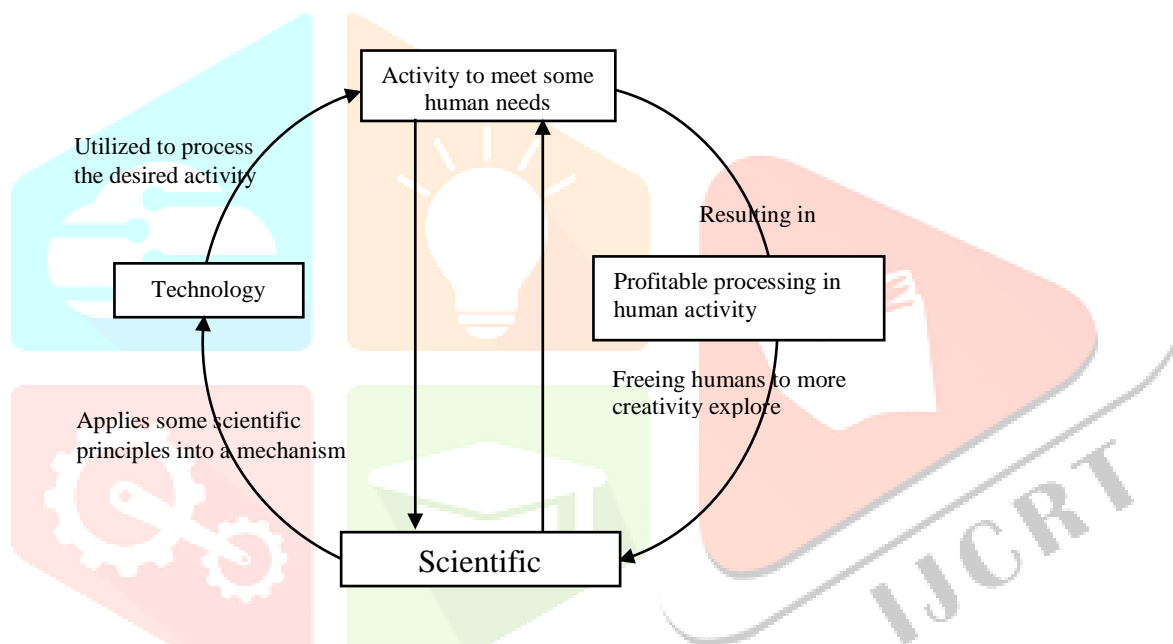 Activity to meet some
human needs
Utilized to process
the desired activity
Resulting in
Technology
Profitable processing in
human activity
Freeing humans to more
creativity explore
Applies some scientific
principles into a mechanism
Scientific
IJCRT